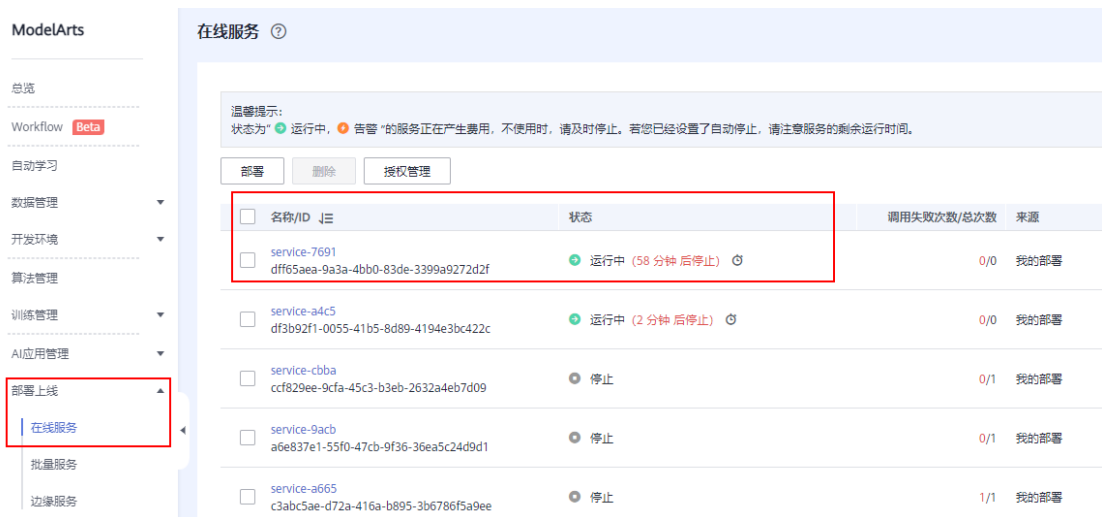 ModelArts
总览
Workflow Beta
自动学习
数据管理
开发环境
算法管理
训练管理
AI应用管理
部署上线
在线服务
批量服务
边缘服务
在线服务
温馨提示:
状态为" 运行中, 告警 "的服务正在产生费用，不使用时，请及时停止。若您已经设置了自动停止，请注意服务的剩余运行时间。
部署 删除 授权管理
名称/ID 状态 调用失败次数/总次数 来源
service-7691
dff65aea-9a3a-4bb0-83de-3399a9272d2f
运行中 (58 分钟 后停止) 0/0 我的部署
service-a4c5
df3b92f1-0055-41b5-8d89-4194e3bc422c
运行中 (2 分钟 后停止) 0/0 我的部署
service-cbba
ccf829ee-9cfa-45c3-b3eb-2632a4eb7d09
停止 0/1 我的部署
service-9acb
a6e837e1-55f0-47cb-9f36-36ea5c24d9d1
停止 0/1 我的部署
service-a665
c3abc5ae-d72a-416a-b895-3b6786f5a9ee
停止 1/1 我的部署